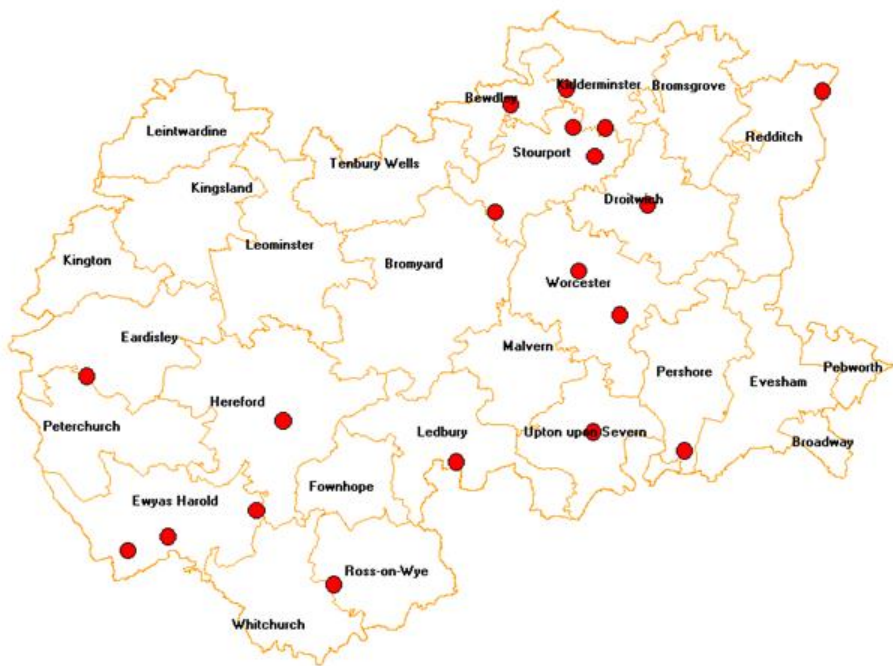 Kidderminster
Bromsgrove
Bewdley
Leintwardine
Redditch
Stourport
Tenbury Wells
Kingsland
Droitwich
Leominster
Kington
Bromyard
Worcester
Eardisley
Malvern
Pershore
Pebworth
Evesham
Hereford
Peterchurch
Ledbury
Upton upon Severn
Broadway
Fownhope
Ewyas Harold
Ross-on-Wye
Whitchurch